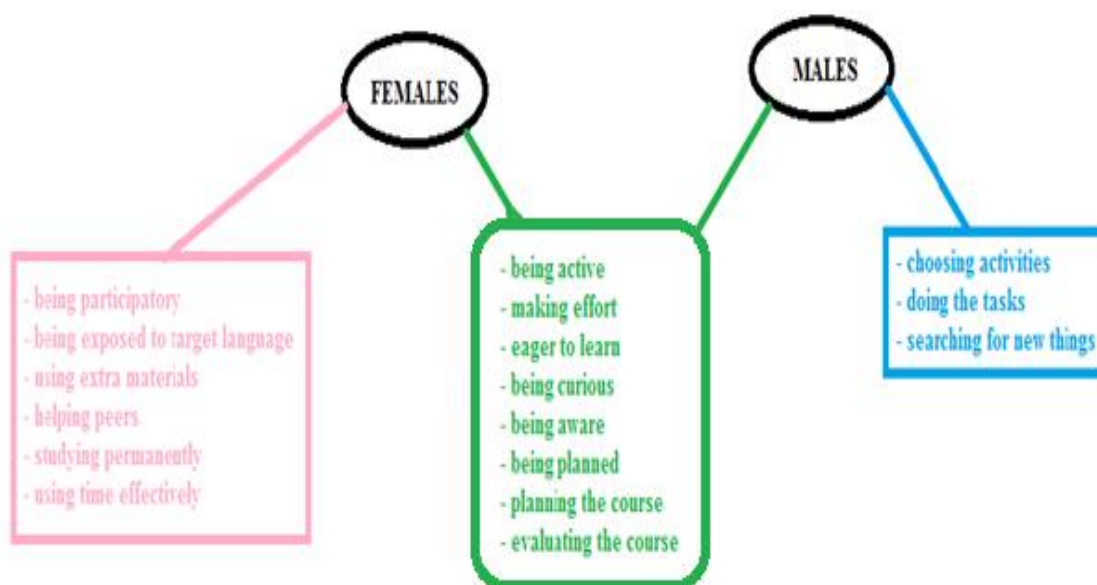 FEMALES
MALES
- being participatory
- being exposed to target language
- using extra materials
- helping peers
- studying permanently
- using time effectively
- being active
- making effort
- eager to learn
- being curious
- being aware
- being planned
- planning the course
- evaluating the course
- choosing activities
- doing the tasks
- searching for new things